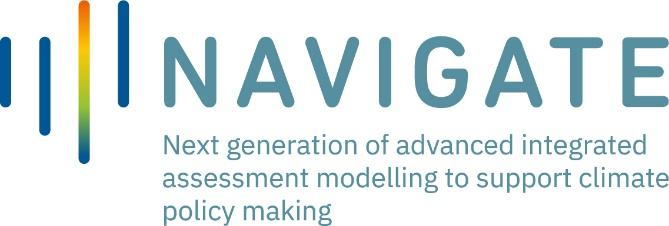 NAVIGATE
Next generation of advanced integrated
assessment modelling to support climate
policy making